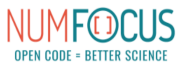 NUMFOCUS
OPEN CODE = BETTER SCIENCE